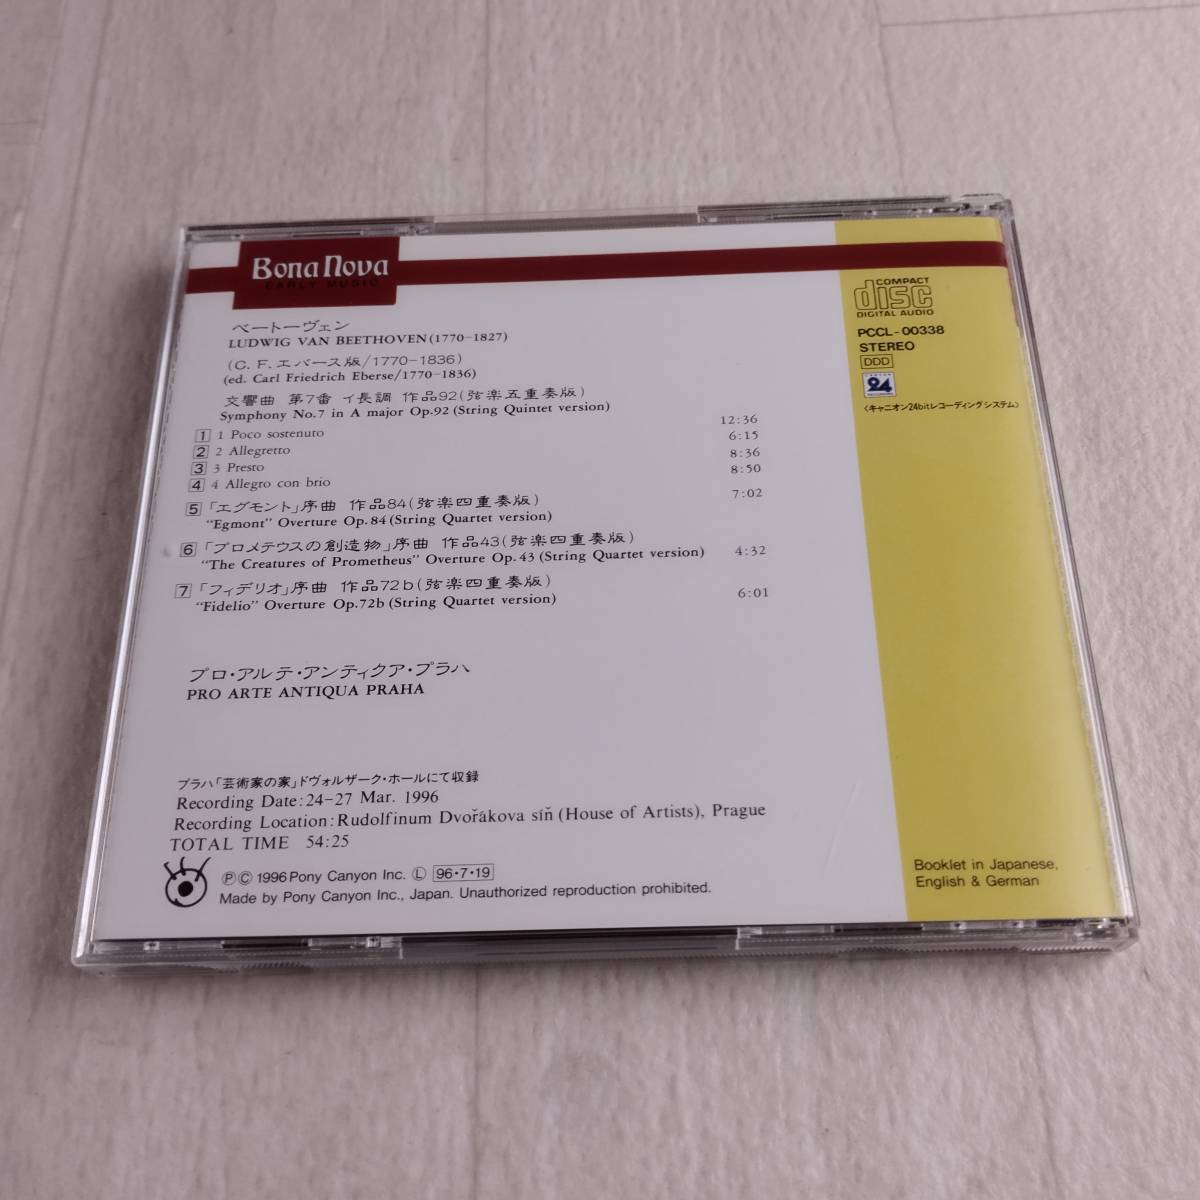 Bona Nova
EARLY MUSIC
COMPACT
disc
DIGITAL AUDIO
PCCL-00338
STEREO
DDD
24
〈キャニオン24bitレコーディングシステム〉
ベートーヴェン
LUDWIG VAN BEETHOVEN (1770-1827)
(C. F. エバース版/1770-1836)
(ed. Carl Friedrich Eberse/1770-1836)
交響曲 第7番 イ長調 作品92(弦楽五重奏版)
Symphony No.7 in A major Op.92 (String Quintet version)
1 1 Poco sostenuto 12:36
2 2 Allegretto 6:15
3 3 Presto 8:36
4 4 Allegro con brio 8:50
5 「エグモント」序曲 作品84(弦楽四重奏版) 7:02
"Egmont" Overture Op.84 (String Quartet version)
6 「プロメテウスの創造物」序曲 作品43(弦楽四重奏版)
"The Creatures of Prometheus" Overture Op.43 (String Quartet version) 4:32
7 「フィデリオ」序曲 作品72b(弦楽四重奏版)
"Fidelio" Overture Op.72b (String Quartet version) 6:01
プロ・アルテ・アンティクア・プラハ
PRO ARTE ANTIQUA PRAHA
プラハ「芸術家の家」ドヴォルザーク・ホールにて収録
Recording Date: 24-27 Mar. 1996
Recording Location: Rudolfinum Dvořákova síň (House of Artists), Prague
TOTAL TIME 54:25
Ⓟ Ⓒ 1996 Pony Canyon Inc. Ⓛ 96・7・19
Made by Pony Canyon Inc., Japan. Unauthorized reproduction prohibited.
Booklet in Japanese,
English & German